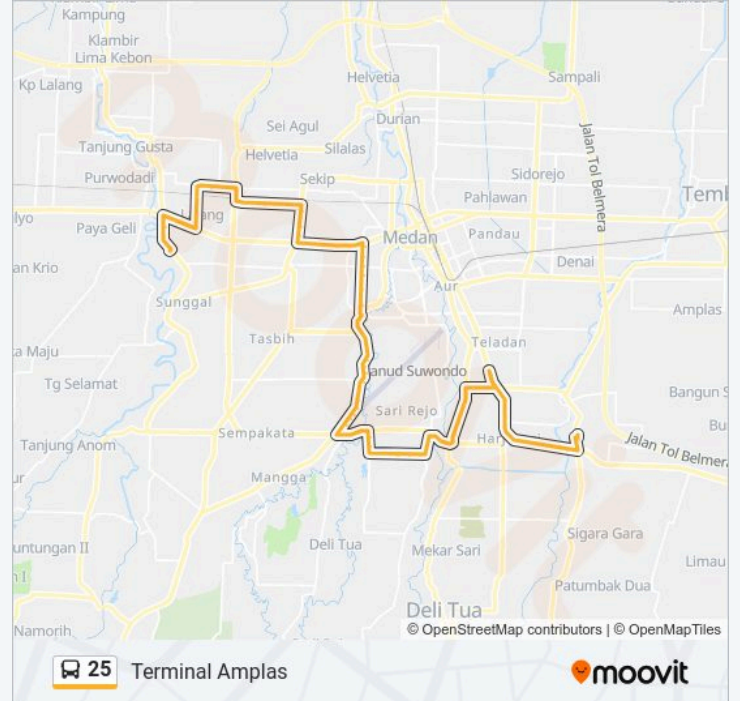 Kampung
Klambir
Lima Kebon
Kp Lalang
Helvetia
Sampali
Durian
Sei Agul
Tanjung Gusta
Silalas
Helvetia
Purwodadi
Sekip
Sidorejo
Jalan Tol Belmera
Pahlawan
lyo
Paya Geli
Medan
Pandau
an Krio
Denai
Aur
Sunggal
Amplas
Tasbih
Teladan
a Maju
anud Suwondo
Tg Selamat
Sari Rejo
Bangun S
Sempakata
Tanjung Anom
Jalan Tol Belmera
Mangga
Deli Tua
Mekar Sari
Sigara Gara
untungan II
Limau
Patumbak Dua
Deli Tua
Namorih
© OpenStreetMap contributors | © OpenMapTiles
25 Terminal Amplas
moovit